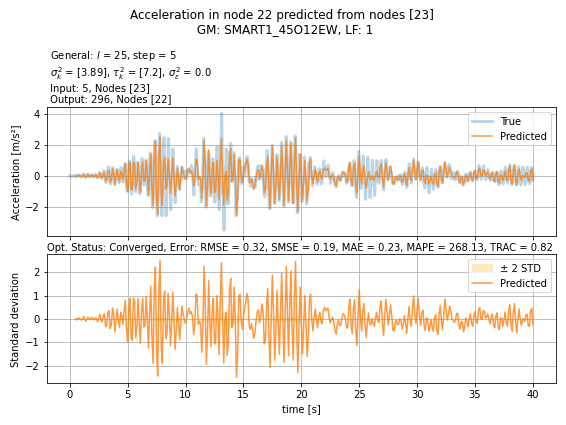 Acceleration in node 22 predicted from nodes [23]
GM: SMART1_45O12EW, LF: 1
General: l = 25, step = 5
σ²ₖ = [3.89], τ²ₖ = [7.2], σ²ε = 0.0
Input: 5, Nodes [23]
Output: 296, Nodes [22]
Acceleration [m/s²]
4
2
0
−2
True
Predicted
Opt. Status: Converged, Error: RMSE = 0.32, SMSE = 0.19, MAE = 0.23, MAPE = 268.13, TRAC = 0.82
Standard deviation
2
1
0
−1
−2
± 2 STD
Predicted
0 5 10 15 20 25 30 35 40
time [s]